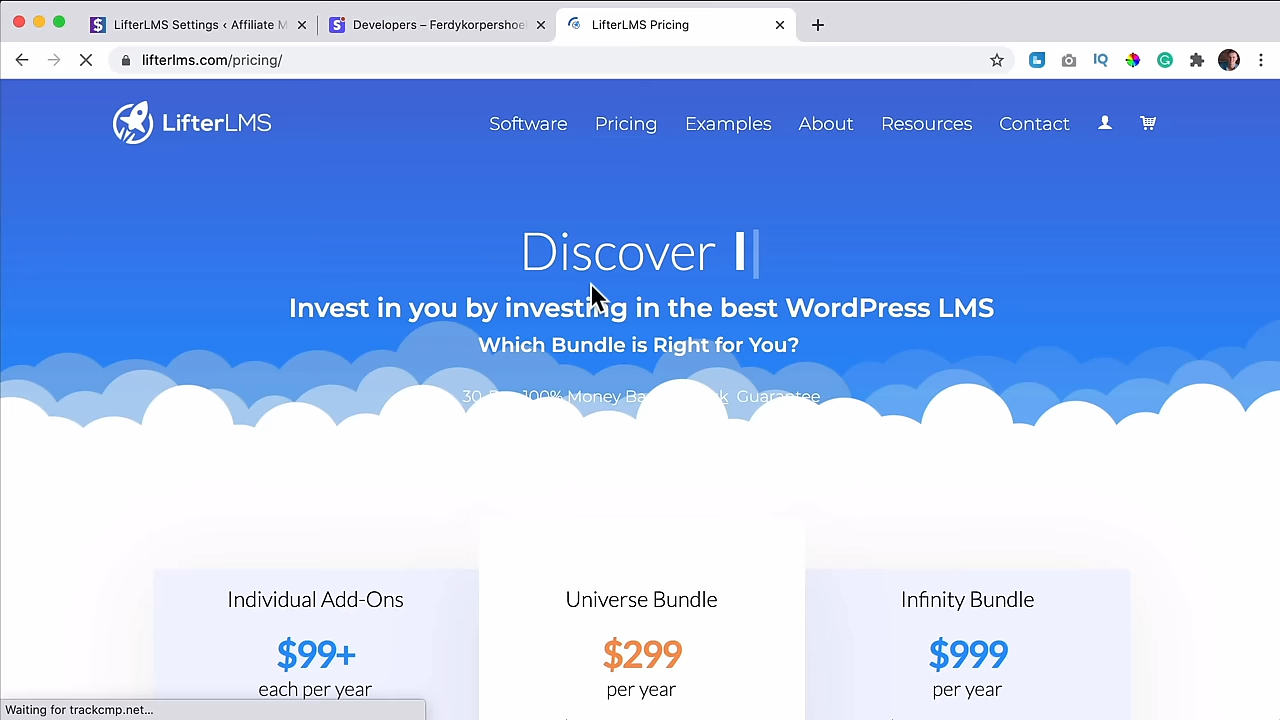 LifterLMS Settings ‹ Affiliate M
Developers – Ferdykorpershoe
LifterLMS Pricing
lifterlms.com/pricing/
IQ
LifterLMS
Software
Pricing
Examples
About
Resources
Contact
Discover I
Invest in you by investing in the best WordPress LMS
Which Bundle is Right for You?
100% Money Guarantee
Individual Add-Ons
$99+
each per year
Universe Bundle
$299
per year
Infinity Bundle
$999
per year
Waiting for trackcmp.net...